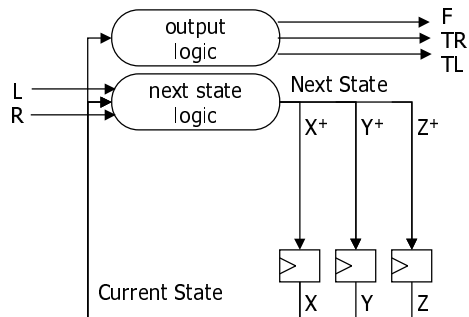 output
logic
F
TR
TL
L
R
next state
logic
Next State
X+
Y+
Z+
Current State
X
Y
Z